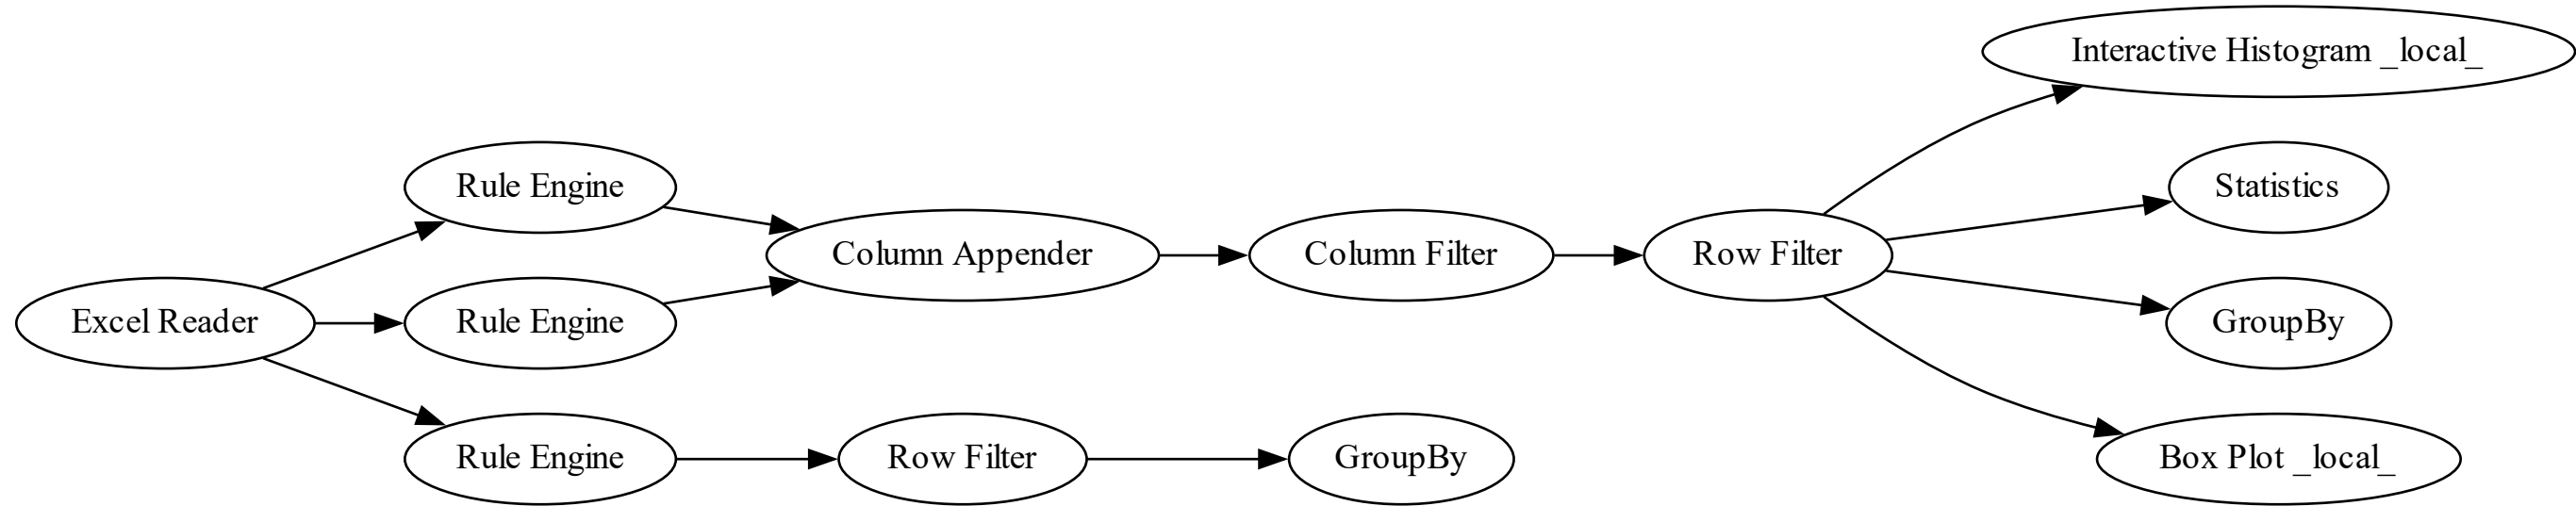 Interactive Histogram _local_
Rule Engine
Statistics
Column Appender
Column Filter
Row Filter
Excel Reader
Rule Engine
GroupBy
Rule Engine
Row Filter
GroupBy
Box Plot _local_